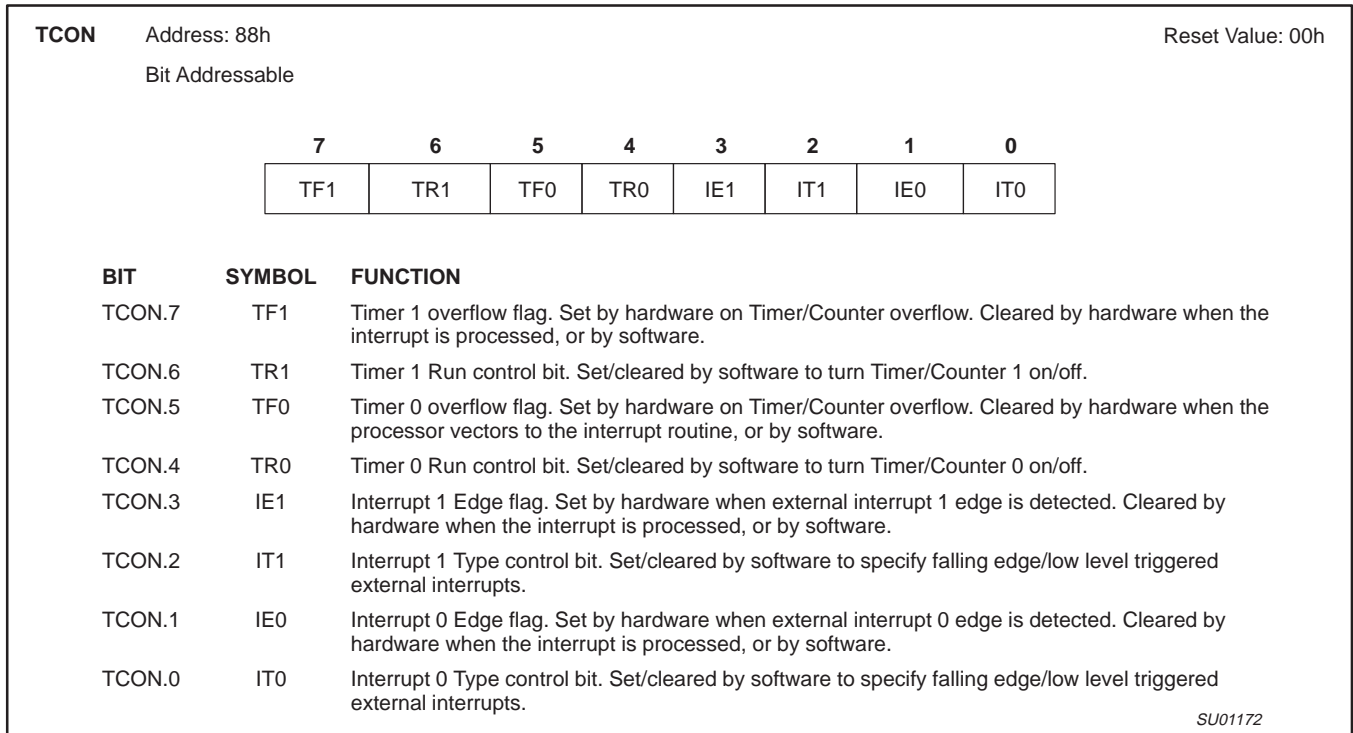 TCON Address: 88h Reset Value: 00h
Bit Addressable
7 6 5 4 3 2 1 0
TF1 TR1 TF0 TR0 IE1 IT1 IE0 IT0
BIT SYMBOL FUNCTION
TCON.7 TF1 Timer 1 overflow flag. Set by hardware on Timer/Counter overflow. Cleared by hardware when the
interrupt is processed, or by software.
TCON.6 TR1 Timer 1 Run control bit. Set/cleared by software to turn Timer/Counter 1 on/off.
TCON.5 TF0 Timer 0 overflow flag. Set by hardware on Timer/Counter overflow. Cleared by hardware when the
processor vectors to the interrupt routine, or by software.
TCON.4 TR0 Timer 0 Run control bit. Set/cleared by software to turn Timer/Counter 0 on/off.
TCON.3 IE1 Interrupt 1 Edge flag. Set by hardware when external interrupt 1 edge is detected. Cleared by
hardware when the interrupt is processed, or by software.
TCON.2 IT1 Interrupt 1 Type control bit. Set/cleared by software to specify falling edge/low level triggered
external interrupts.
TCON.1 IE0 Interrupt 0 Edge flag. Set by hardware when external interrupt 0 edge is detected. Cleared by
hardware when the interrupt is processed, or by software.
TCON.0 IT0 Interrupt 0 Type control bit. Set/cleared by software to specify falling edge/low level triggered
external interrupts.
SU01172